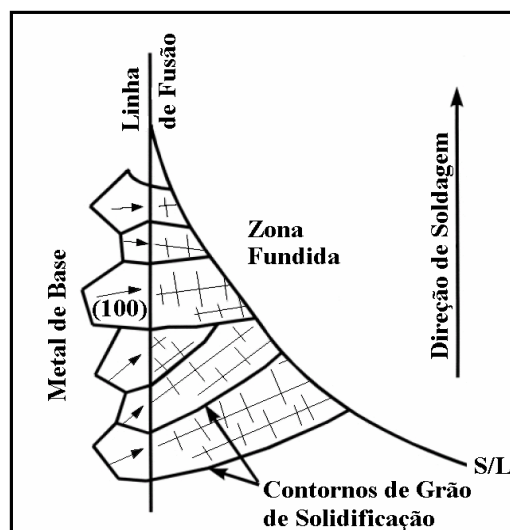 Linha
de Fusão
Zona
Fundida
Direção de Soldagem
Metal de Base
(100)
S/L
Contornos de Grão
de Solidificação